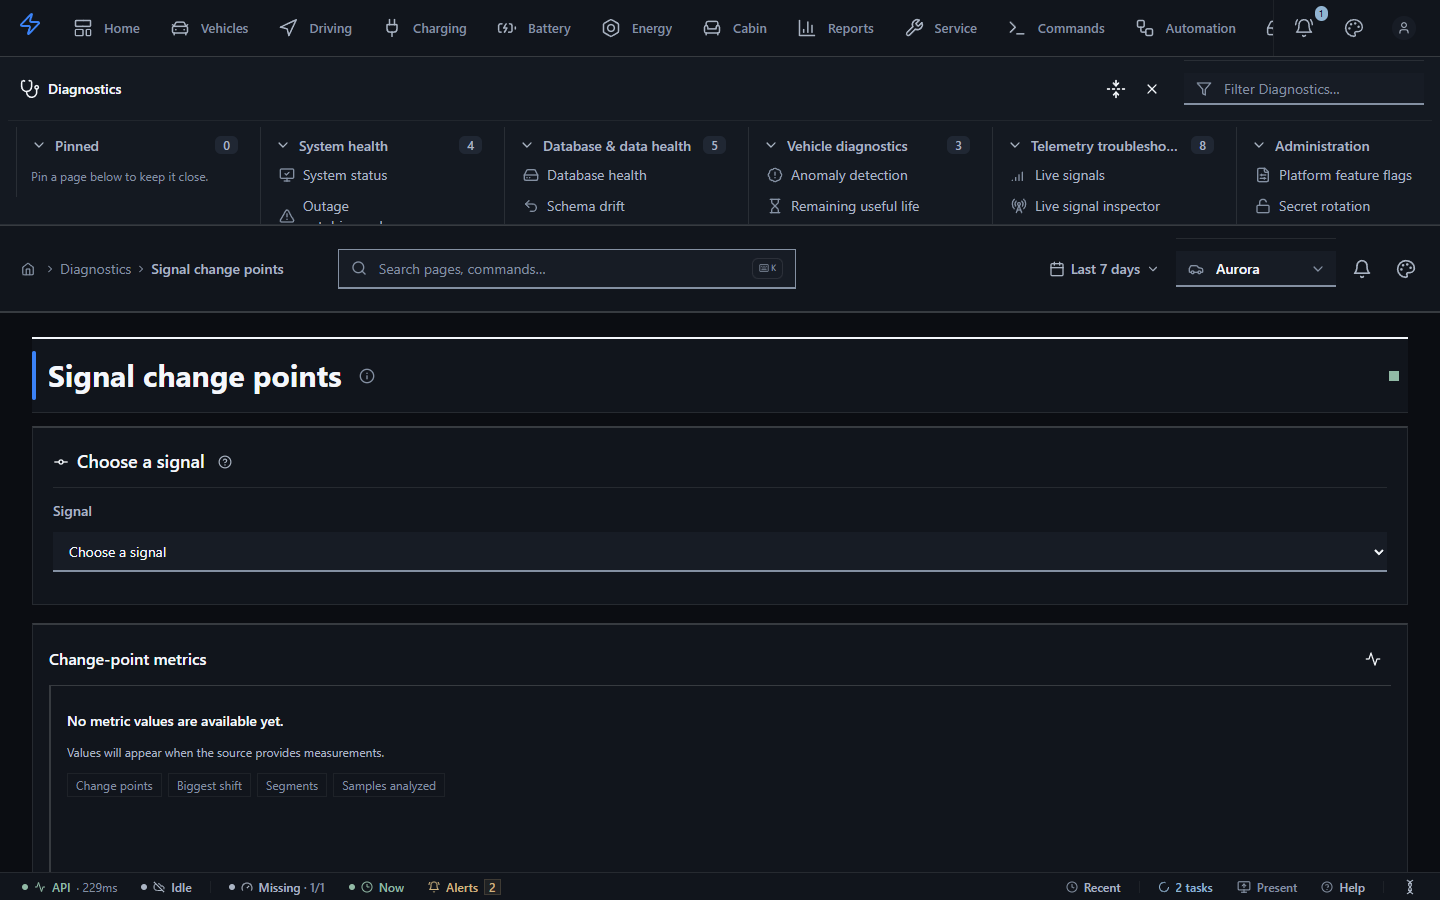 Home Vehicles Driving Charging Battery Energy Cabin Reports Service Commands Automation 1
Diagnostics Filter Diagnostics...
Pinned 0
Pin a page below to keep it close.
System health 4
System status
Outage
Database & data health 5
Database health
Schema drift
Vehicle diagnostics 3
Anomaly detection
Remaining useful life
Telemetry troublesho... 8
Live signals
Live signal inspector
Administration
Platform feature flags
Secret rotation
Diagnostics Signal change points Search pages, commands... K Last 7 days Aurora
Signal change points
Choose a signal
Signal
Choose a signal
Change-point metrics
No metric values are available yet.
Values will appear when the source provides measurements.
Change points Biggest shift Segments Samples analyzed
API · 229ms Idle Missing · 1/1 Now Alerts 2 Recent 2 tasks Present Help